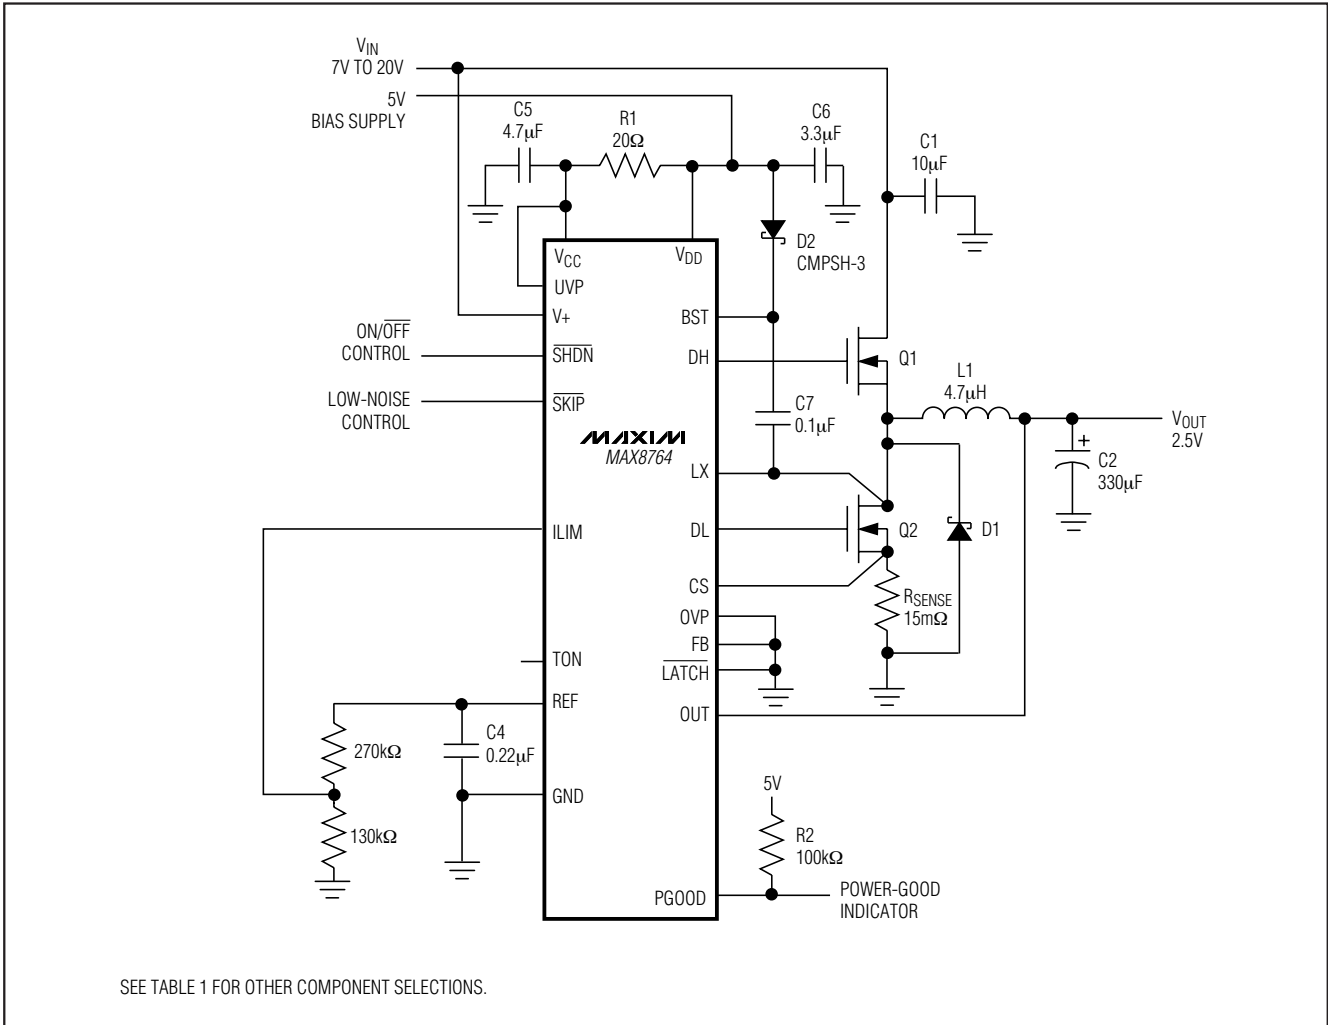 VIN
7V TO 20V
5V
BIAS SUPPLY
C5
4.7µF
R1
20Ω
C6
3.3µF
C1
10µF
D2
CMPSH-3
VCC
VDD
UVP
V+
ON/OFF
CONTROL
SHDN
LOW-NOISE
CONTROL
SKIP
BST
DH
Q1
L1
4.7µH
C7
0.1µF
VOUT
2.5V
C2
330µF
MAXIM
MAX8764
LX
ILIM
DL
Q2
D1
CS
RSENSE
15mΩ
OVP
FB
LATCH
TON
REF
OUT
270kΩ
C4
0.22µF
GND
130kΩ
5V
R2
100kΩ
PGOOD
POWER-GOOD
INDICATOR
SEE TABLE 1 FOR OTHER COMPONENT SELECTIONS.